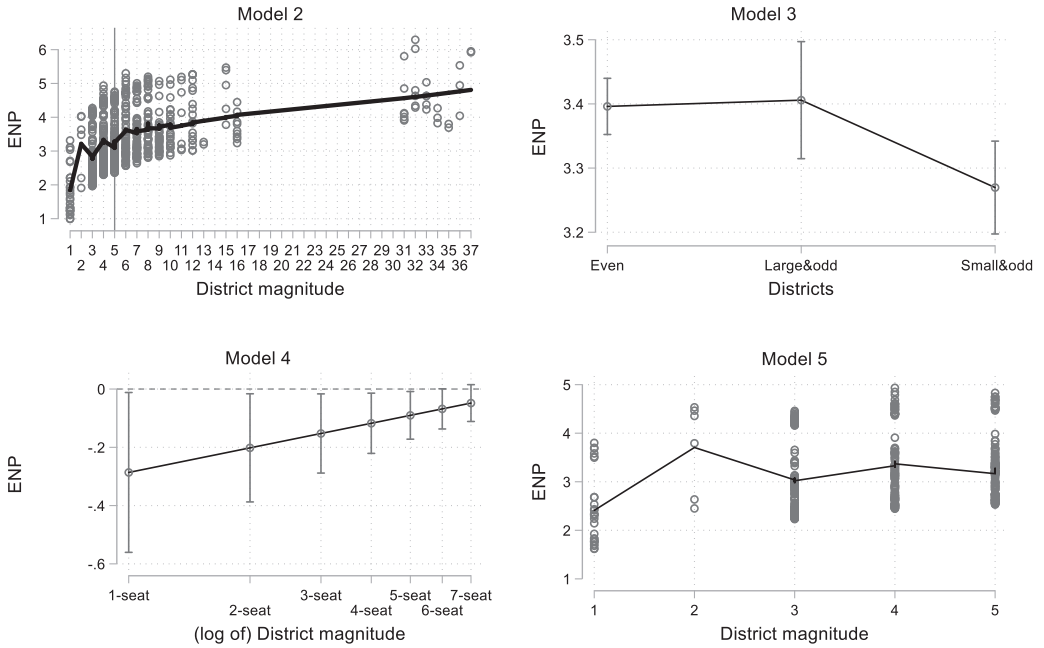 Model 2
ENP
6
5
4
3
2
1
1 3 5 7 9 11 13 15 17 19 21 23 25 27 29 31 33 35 37
2 4 6 8 10 12 14 16 18 20 22 24 26 28 30 32 34 36
District magnitude
Model 3
ENP
3.5
3.4
3.3
3.2
Even Large&odd Small&odd
Districts
Model 4
ENP
0
-.2
-.4
-.6
1-seat 3-seat 5-seat 7-seat
2-seat 4-seat 6-seat
(log of) District magnitude
Model 5
ENP
5
4
3
2
1
1 2 3 4 5
District magnitude